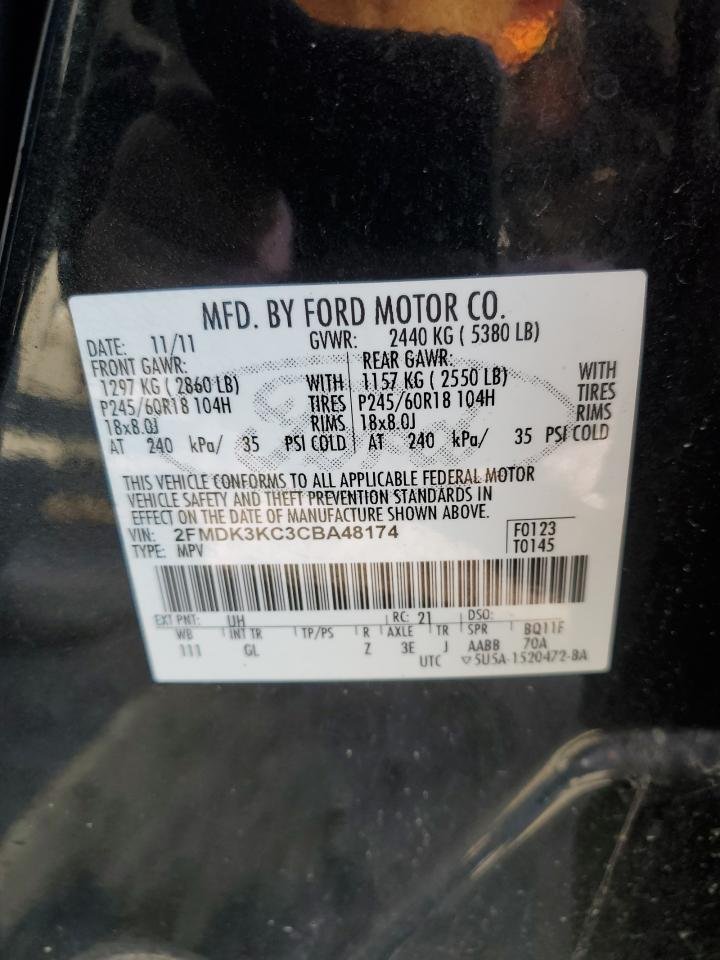 MFD. BY FORD MOTOR CO.
DATE: 11/11 GVWR: 2440 KG ( 5380 LB)
FRONT GAWR: REAR GAWR:
1297 KG ( 2860 LB) WITH 1157 KG ( 2550 LB) WITH
P245/60R18 104H TIRES P245/60R18 104H TIRES
18x8.0J RIMS 18x8.0J RIMS
AT 240 kPa/ 35 PSI COLD AT 240 kPa/ 35 PSI COLD
THIS VEHICLE CONFORMS TO ALL APPLICABLE FEDERAL MOTOR
VEHICLE SAFETY AND THEFT PREVENTION STANDARDS IN
EFFECT ON THE DATE OF MANUFACTURE SHOWN ABOVE.
VIN: 2FMDK3KC3CBA48174 F0123
TYPE: MPV T0145
EXT PNT: UH RC: 21 DSO:
WB INT TR TP/PS R AXLE TR SPR BQ11F
111 GL Z 3E J AABB 70A
UTC ▽5U5A-1520472-BA